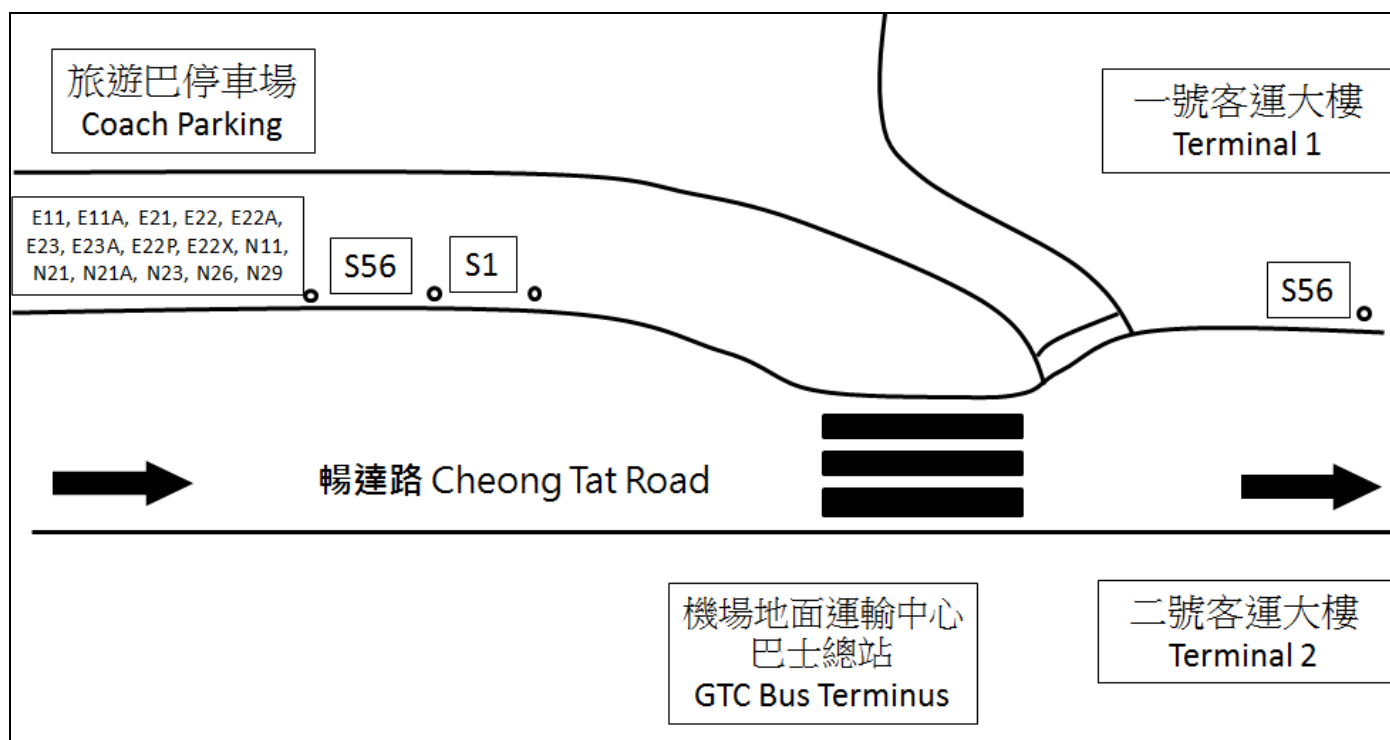 旅遊巴停車場
Coach Parking
一號客運大樓
Terminal 1
E11, E11A, E21, E22, E22A,
E23, E23A, E22P, E22X, N11,
N21, N21A, N23, N26, N29
S56
S1
S56
暢達路 Cheong Tat Road
機場地面運輸中心
巴士總站
GTC Bus Terminus
二號客運大樓
Terminal 2